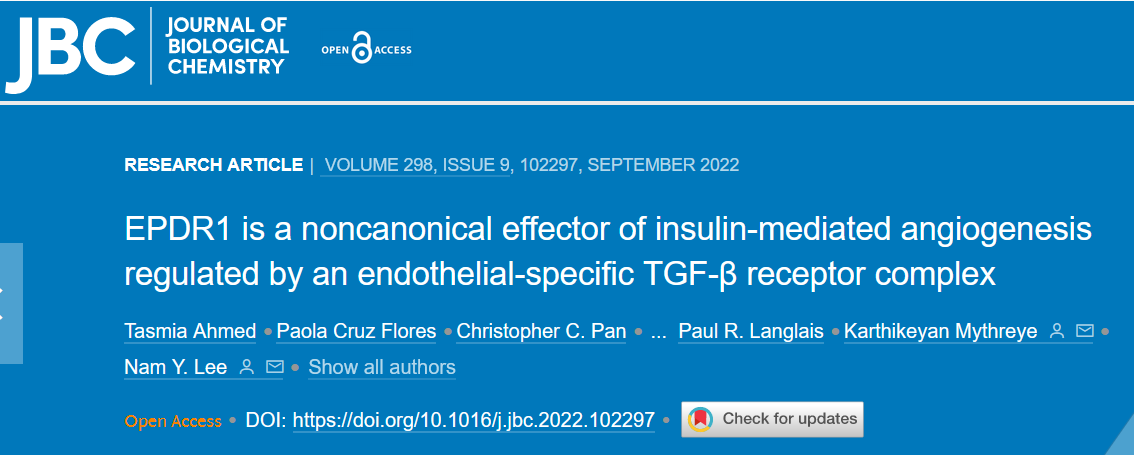 JBC
JOURNAL OF
BIOLOGICAL
CHEMISTRY
OPEN ACCESS
RESEARCH ARTICLE | VOLUME 298, ISSUE 9, 102297, SEPTEMBER 2022
EPDR1 is a noncanonical effector of insulin-mediated angiogenesis
regulated by an endothelial-specific TGF-β receptor complex
Tasmia Ahmed • Paola Cruz Flores • Christopher C. Pan • ... Paul R. Langlais • Karthikeyan Mythreye •
Nam Y. Lee • Show all authors
Open Access • DOI: https://doi.org/10.1016/j.jbc.2022.102297 • Check for updates